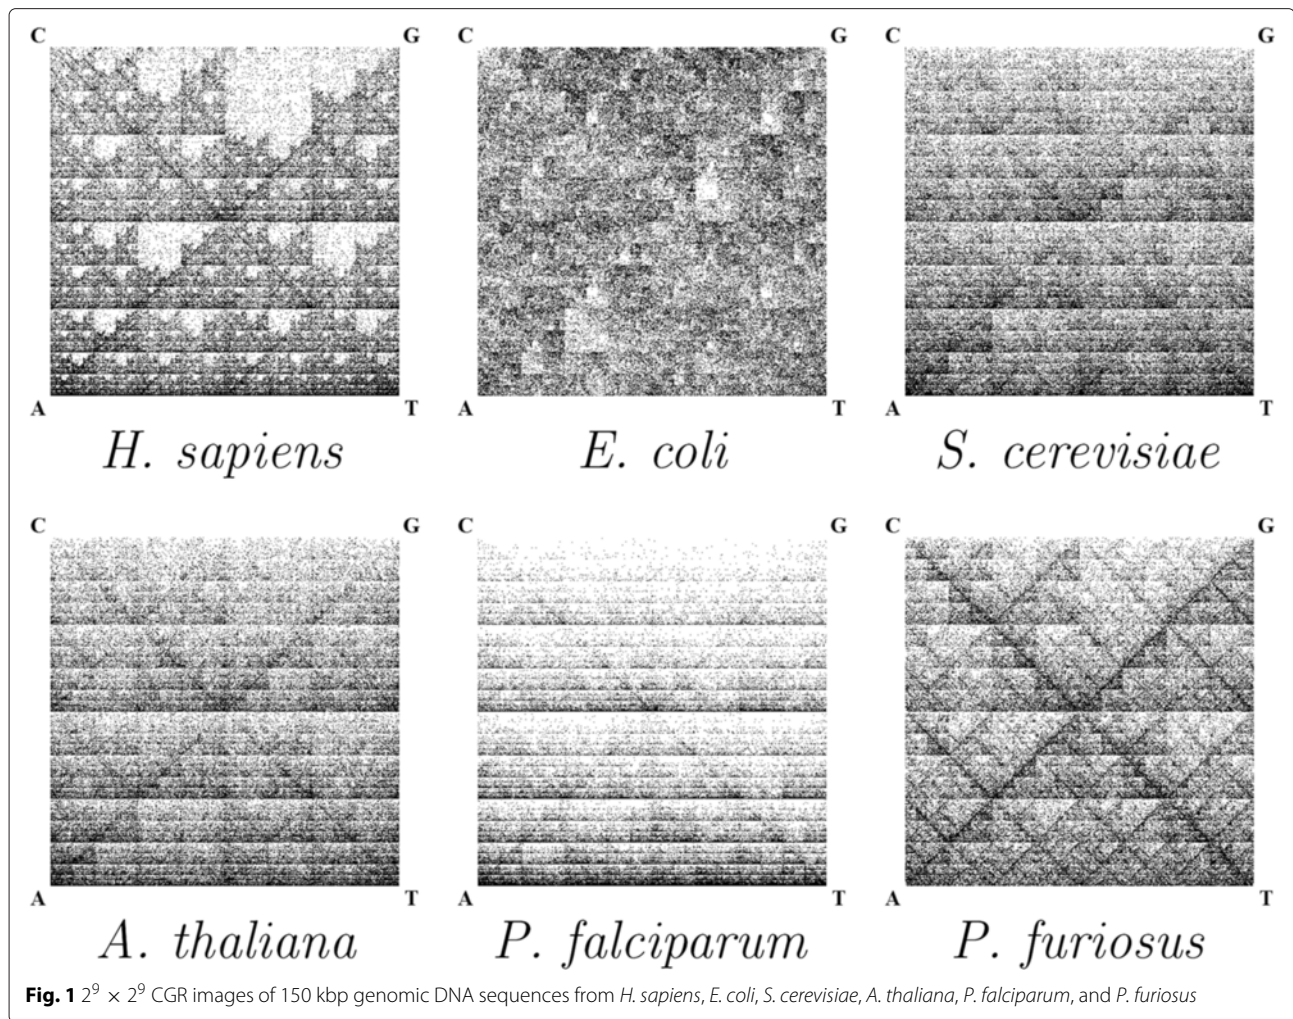 C G C G C G
A T A T A T
H. sapiens E. coli S. cerevisiae
C G C G C G
A T A T A T
A. thaliana P. falciparum P. furiosus
Fig. 1 2⁹ × 2⁹ CGR images of 150 kbp genomic DNA sequences from H. sapiens, E. coli, S. cerevisiae, A. thaliana, P. falciparum, and P. furiosus